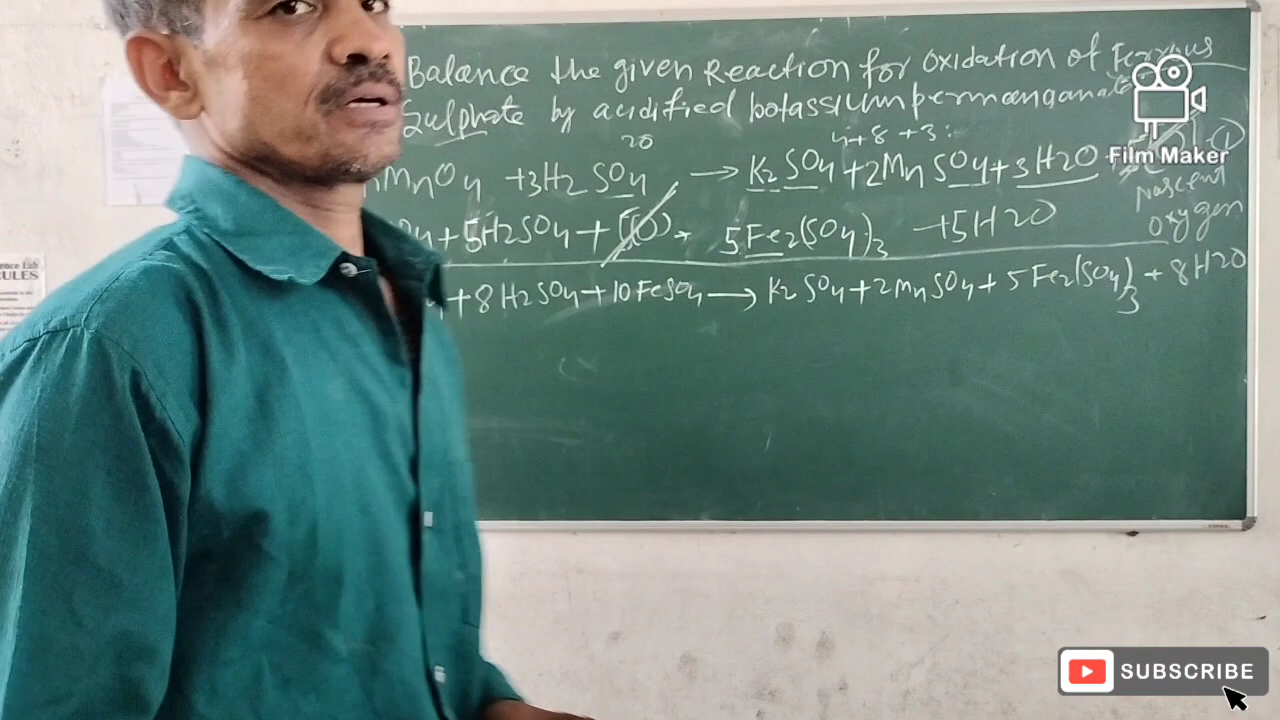 Balance the given Reaction for oxidation of Ferrous
Sulphate by acidified potassium permanganate
20
4+8+3:
MnO4 +3H2SO4 → K2SO4+2MnSO4+3H2O
nascent
oxygen
+5H2SO4+5[O] → 5Fe2(SO4)3 +5H2O
+8H2SO4+10FeSO4 → K2SO4+2MnSO4+5Fe2(SO4)3+8H2O
Film Maker
ence Lab
RULES
SUBSCRIBE